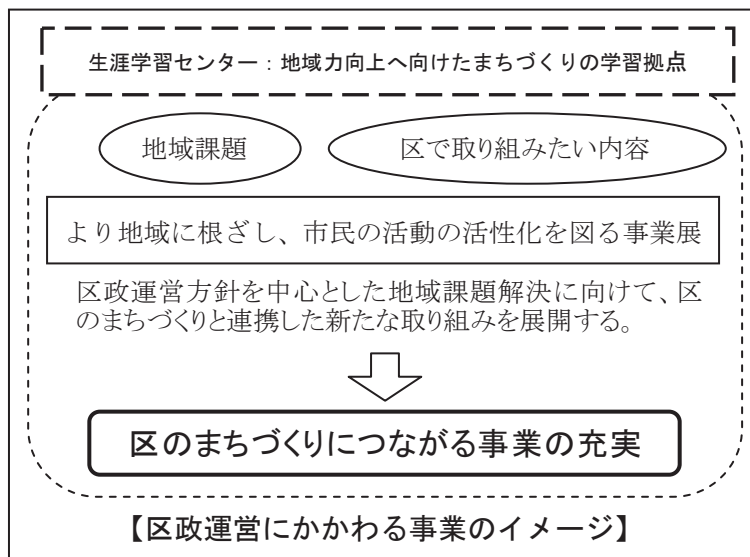 生涯学習センター：地域力向上へ向けたまちづくりの学習拠点
地域課題
区で取り組みたい内容
より地域に根ざし、市民の活動の活性化を図る事業展
区政運営方針を中心とした地域課題解決に向けて、区
のまちづくりと連携した新たな取り組みを展開する。
区のまちづくりにつながる事業の充実
【区政運営にかかわる事業のイメージ】